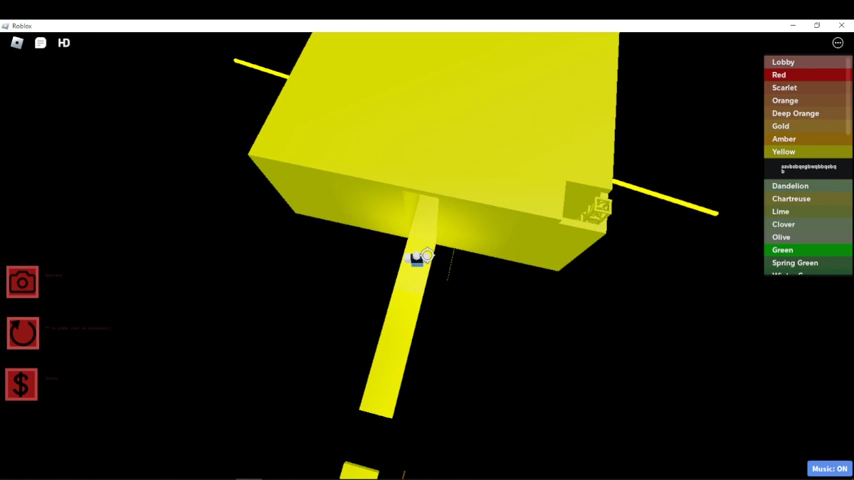 Roblox
HD
Lobby
Red
Scarlet
Orange
Deep Orange
Gold
Amber
Yellow
Dandelion
Chartreuse
Lime
Clover
Olive
Green
Spring Green
$
Music: ON